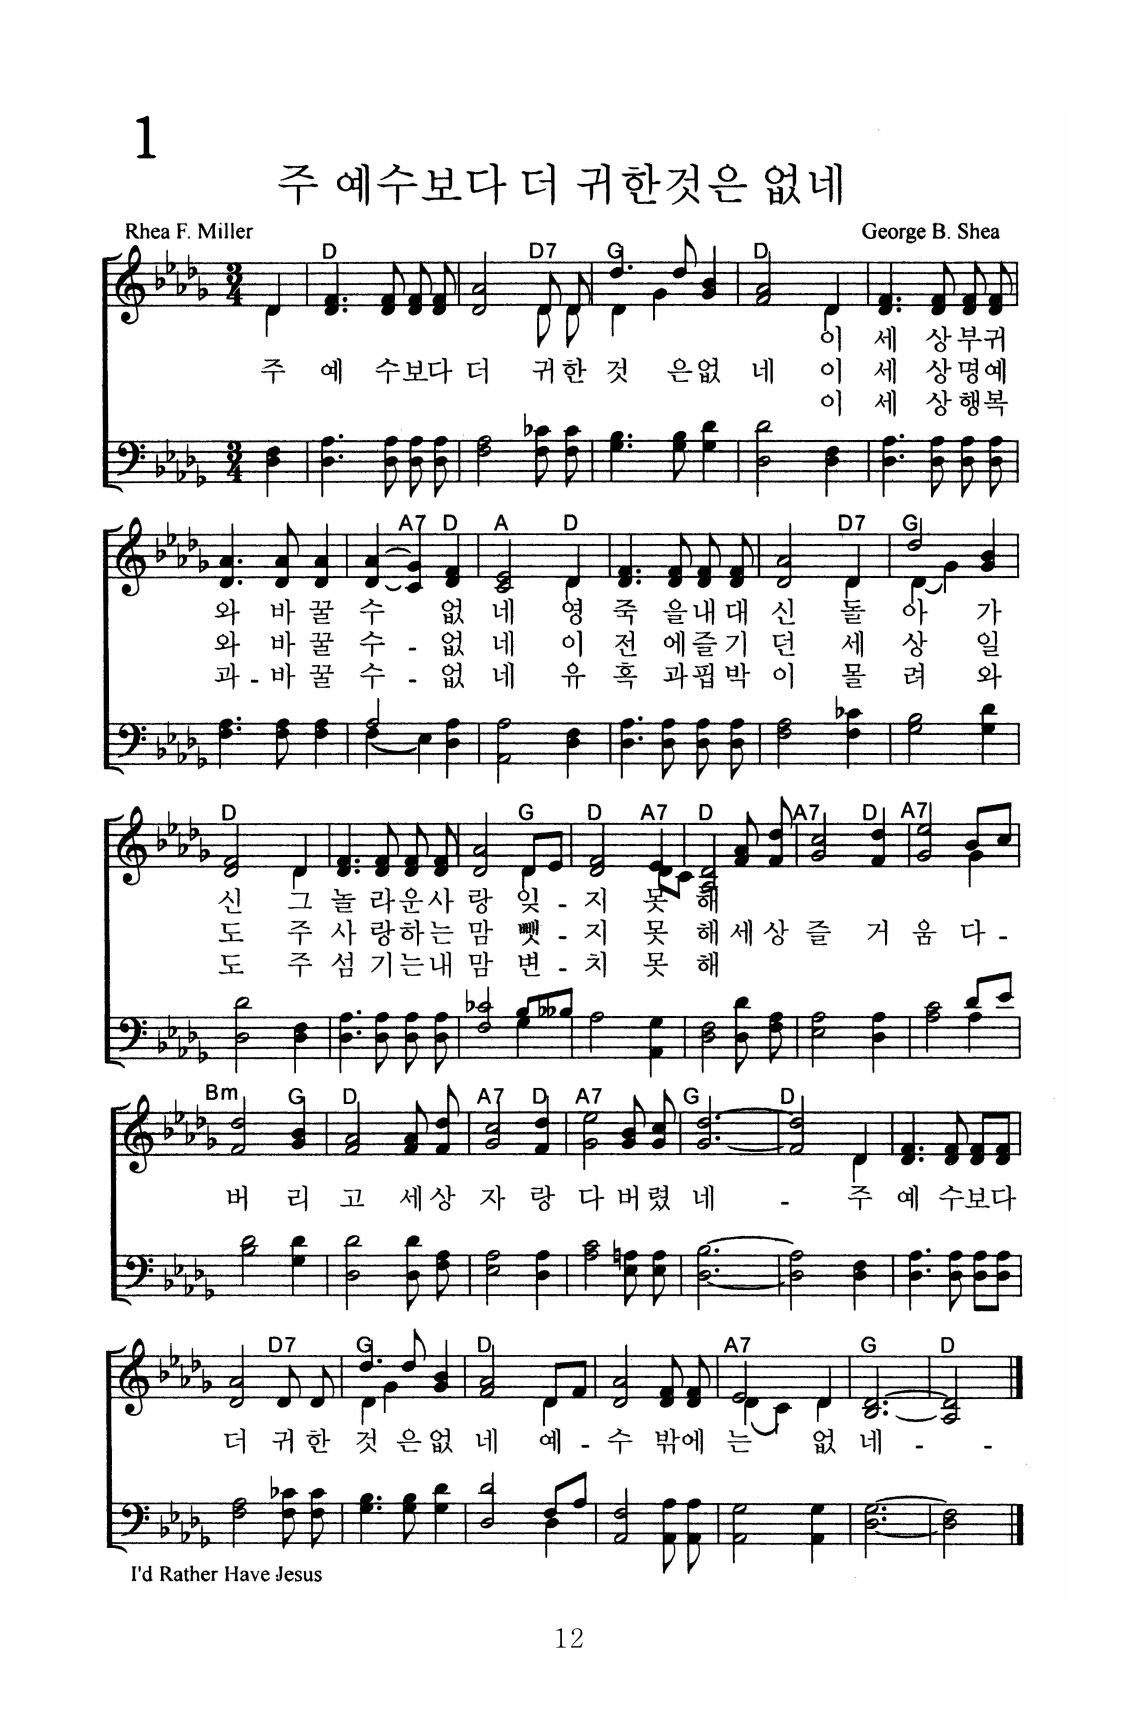 1
주 예수보다 더 귀한것은 없네
Rhea F. Miller
George B. Shea
D D7 G D
3 4
이 세 상부귀
주 예 수보다 더 귀한 것 은없 네 이 세 상명예
이 세 상행복
3 4
A7 D A D D7 G
와 바 꿀 수 없 네 영 죽 을내대 신 돌 아 가
와 바 꿀 수 - 없 네 이 전 에즐기 던 세 상 일
과 - 바 꿀 수 - 없 네 유 혹 과핍박 이 몰 려 와
D G D A7 D A7 D A7
신 그 놀 라운사 랑 잊 - 지 못 해
도 주 사 랑하는 맘 뺏 - 지 못 해 세 상 즐 거 움 다 -
도 주 섬 기는내 맘 변 - 치 못 해
Bm G D A7 D A7 G D
버 리 고 세상 자 랑 다 버 렸 네 - 주 예 수보다
D7 G D A7 G D
더 귀 한 것 은없 네 예 - 수 밖에 는 없 네 - -
I'd Rather Have Jesus
12